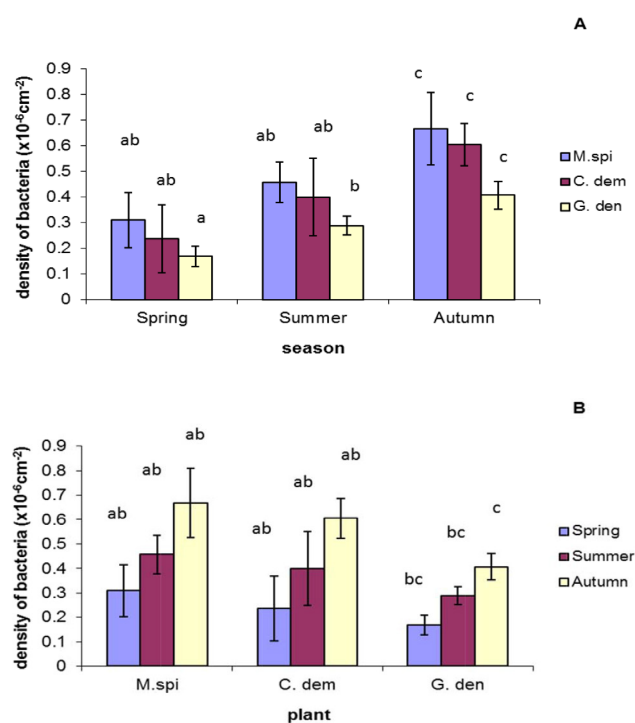 A
0.9
0.8
0.7
0.6
0.5
0.4
0.3
0.2
0.1
0
density of bacteria (x10⁻⁶cm⁻²)
ab
ab
a
ab
ab
b
c
c
c
Spring
Summer
Autumn
season
M.spi
C. dem
G. den
B
0.9
0.8
0.7
0.6
0.5
0.4
0.3
0.2
0.1
0
density of bacteria (x10⁻⁶cm⁻²)
ab
ab
ab
ab
ab
ab
bc
bc
c
M.spi
C. dem
G. den
plant
Spring
Summer
Autumn